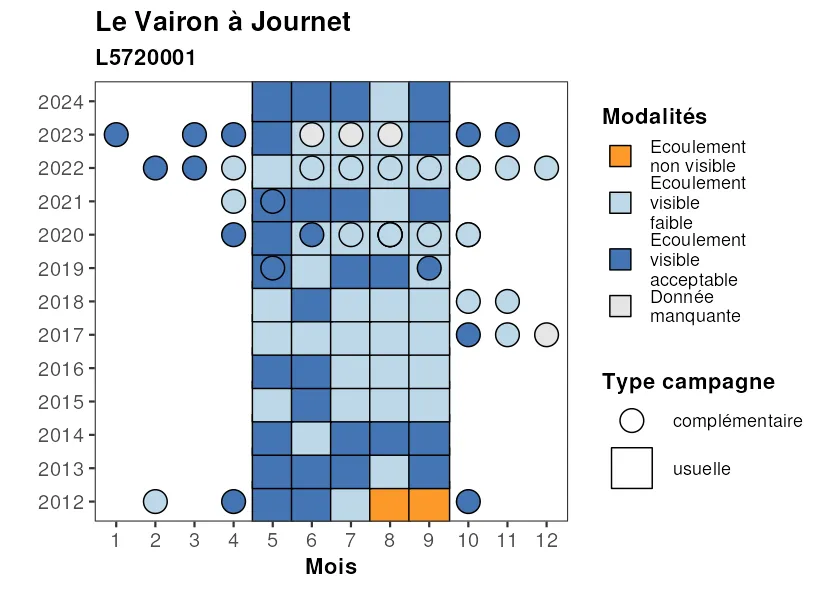 Le Vairon à Journet
L5720001
2024
2023
2022
2021
2020
2019
2018
2017
2016
2015
2014
2013
2012
1 2 3 4 5 6 7 8 9 10 11 12
Mois
Modalités
Ecoulement
non visible
Ecoulement
visible
faible
Ecoulement
visible
acceptable
Donnée
manquante
Type campagne
complémentaire
usuelle